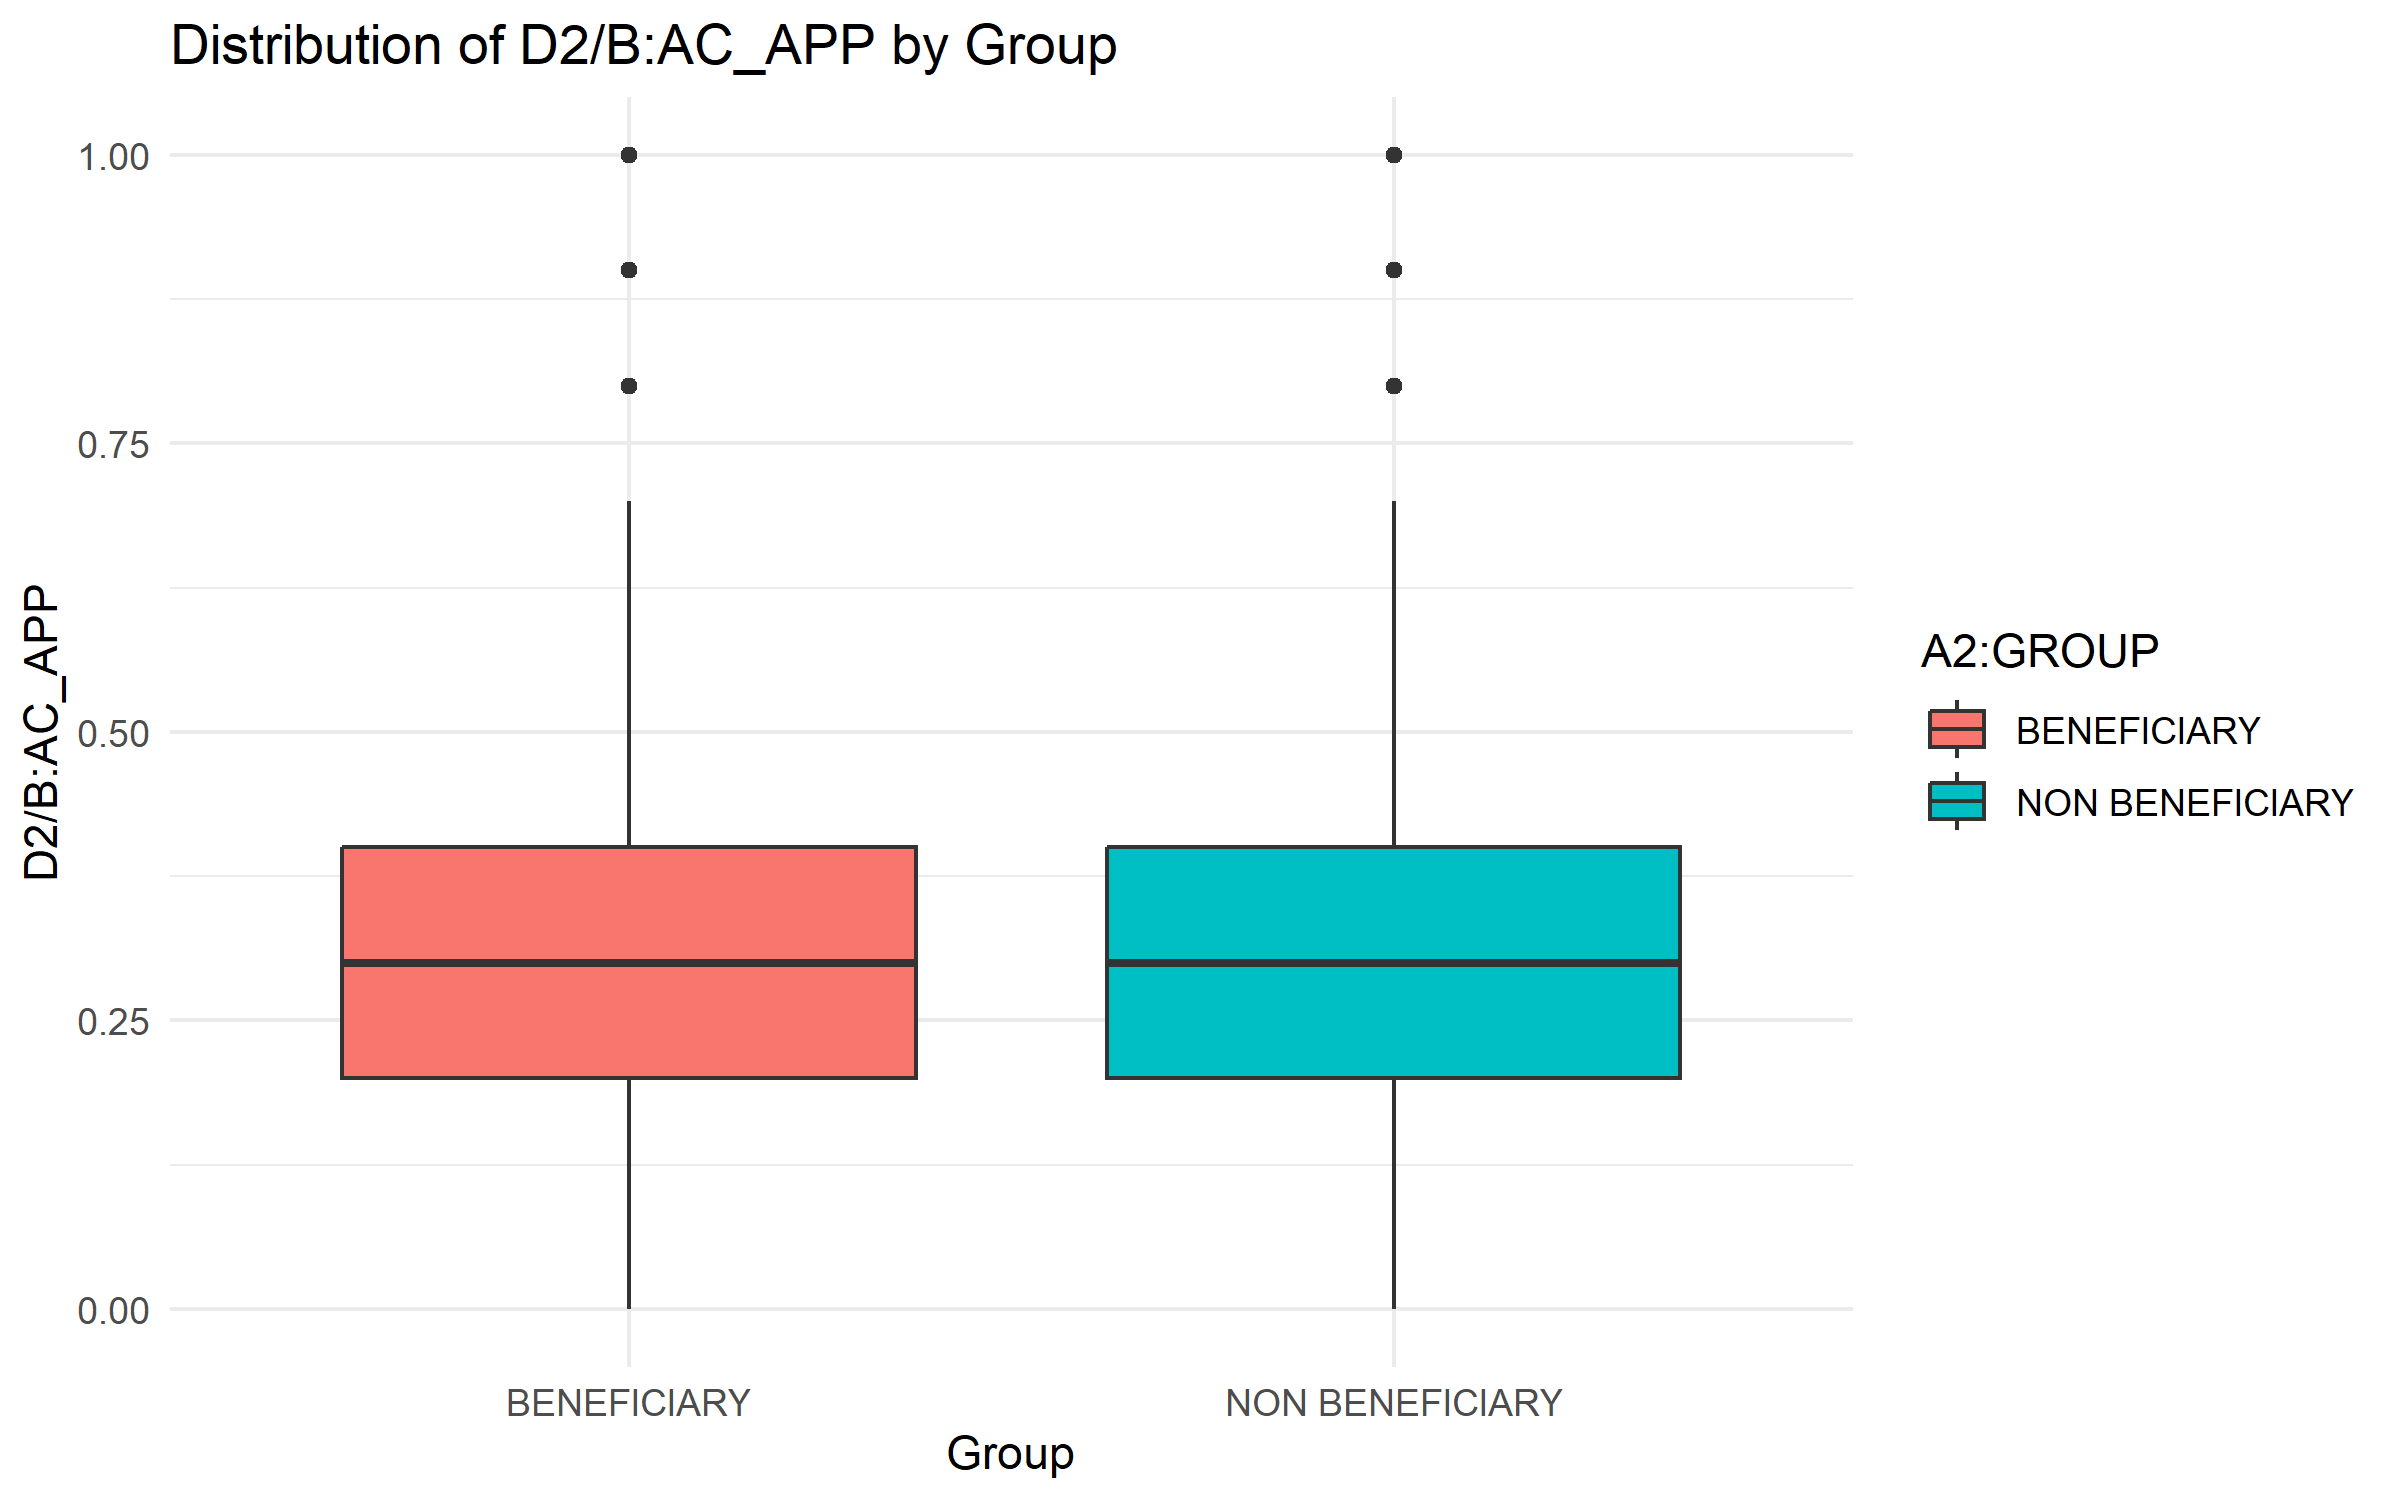 Distribution of D2/B:AC_APP by Group
D2/B:AC_APP
1.00
0.75
0.50
0.25
0.00
BENEFICIARY
NON BENEFICIARY
Group
A2:GROUP
BENEFICIARY
NON BENEFICIARY